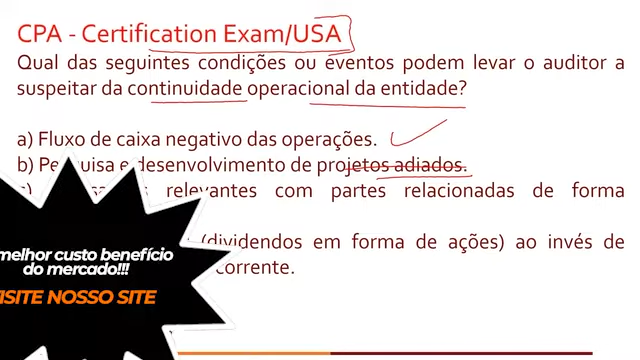 CPA - Certification Exam/USA
Qual das seguintes condições ou eventos podem levar o auditor a
suspeitar da continuidade operacional da entidade?
a) Fluxo de caixa negativo das operações.
b) Pesquisa e desenvolvimento de projetos adiados.
relevantes com partes relacionadas de forma
(dividendos em forma de ações) ao invés de
corrente.
melhor custo benefício
do mercado!!!
ISITE NOSSO SITE